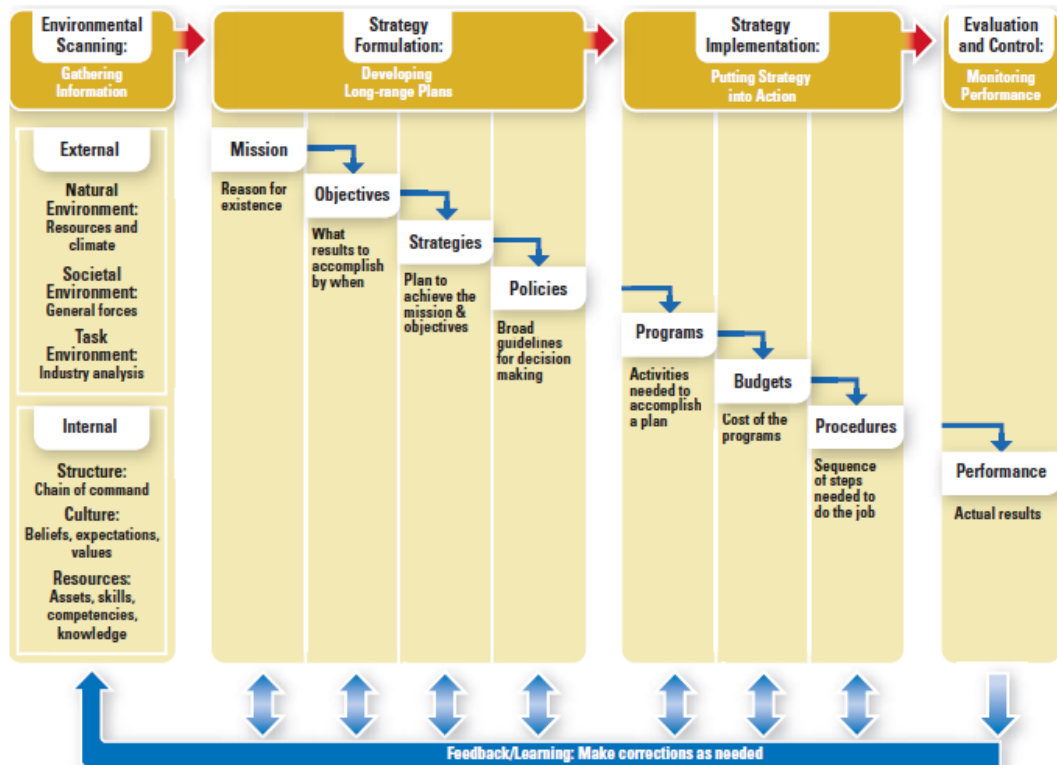 Environmental
Scanning:
Gathering
Information
Strategy
Formulation:
Developing
Long-range Plans
Strategy
Implementation:
Putting Strategy
into Action
Evaluation
and Control:
Monitoring
Performance
External
Natural
Environment:
Resources and
climate
Societal
Environment:
General forces
Task
Environment:
Industry analysis
Internal
Structure:
Chain of command
Culture:
Beliefs, expectations,
values
Resources:
Assets, skills,
competencies,
knowledge
Mission
Reason for
existence
Objectives
What
results to
accomplish
by when
Strategies
Plan to
achieve the
mission &
objectives
Policies
Broad
guidelines
for decision
making
Programs
Activities
needed to
accomplish
a plan
Budgets
Cost of the
programs
Procedures
Sequence
of steps
needed to
do the job
Performance
Actual results
Feedback/Learning: Make corrections as needed